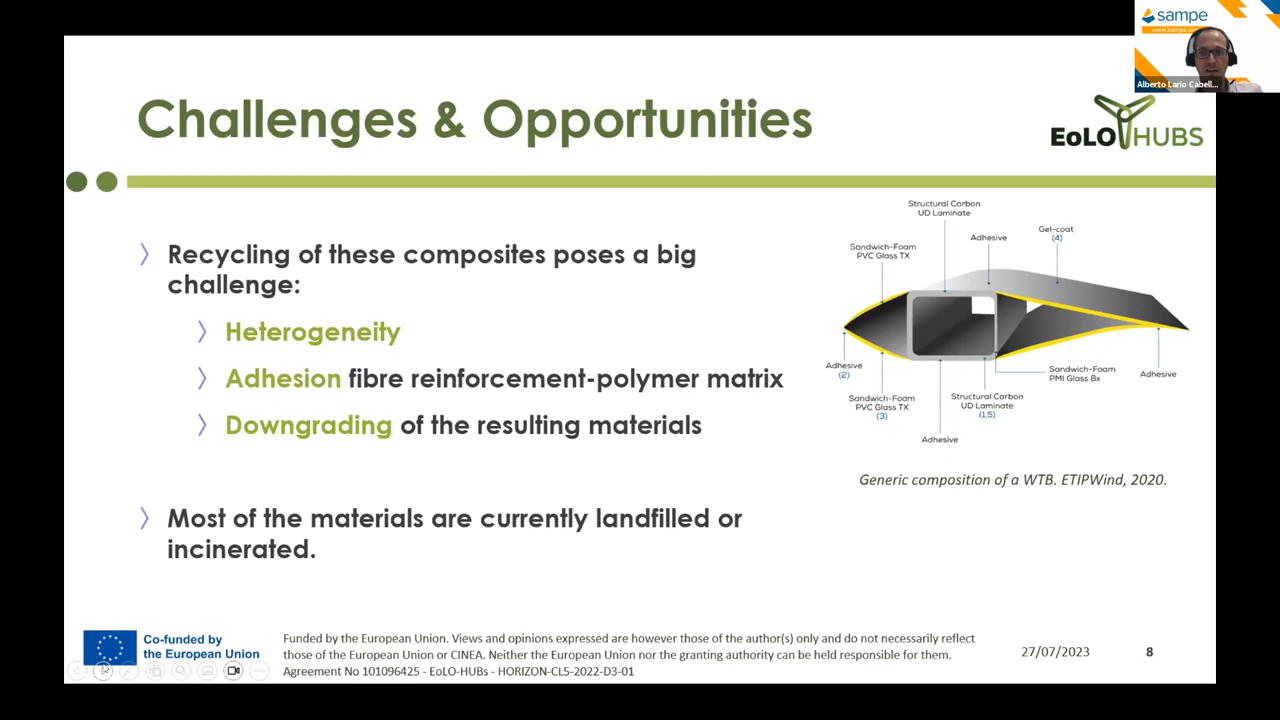 sampe
Alberto Lario Cabell...
Challenges & Opportunities
EoLO HUBS
Recycling of these composites poses a big
challenge:
Heterogeneity
Adhesion fibre reinforcement-polymer matrix
Downgrading of the resulting materials
Most of the materials are currently landfilled or
incinerated.
Structural Carbon
UD Laminate
Sandwich-Foam
PVC Glass TX
Adhesive
Gel-coat
(4)
Adhesive
(2)
Sandwich-Foam
PVC Glass TX
(3)
Adhesive
Structural Carbon
UD Laminate
(1,5)
Sandwich-Foam
PMI Glass Bx
Adhesive
Generic composition of a WTB. ETIPWind, 2020.
Co-funded by
the European Union
Funded by the European Union. Views and opinions expressed are however those of the author(s) only and do not necessarily reflect
those of the European Union or CINEA. Neither the European Union nor the granting authority can be held responsible for them.
Agreement No 101096425 - EoLO-HUBs - HORIZON-CL5-2022-D3-01
27/07/2023
8